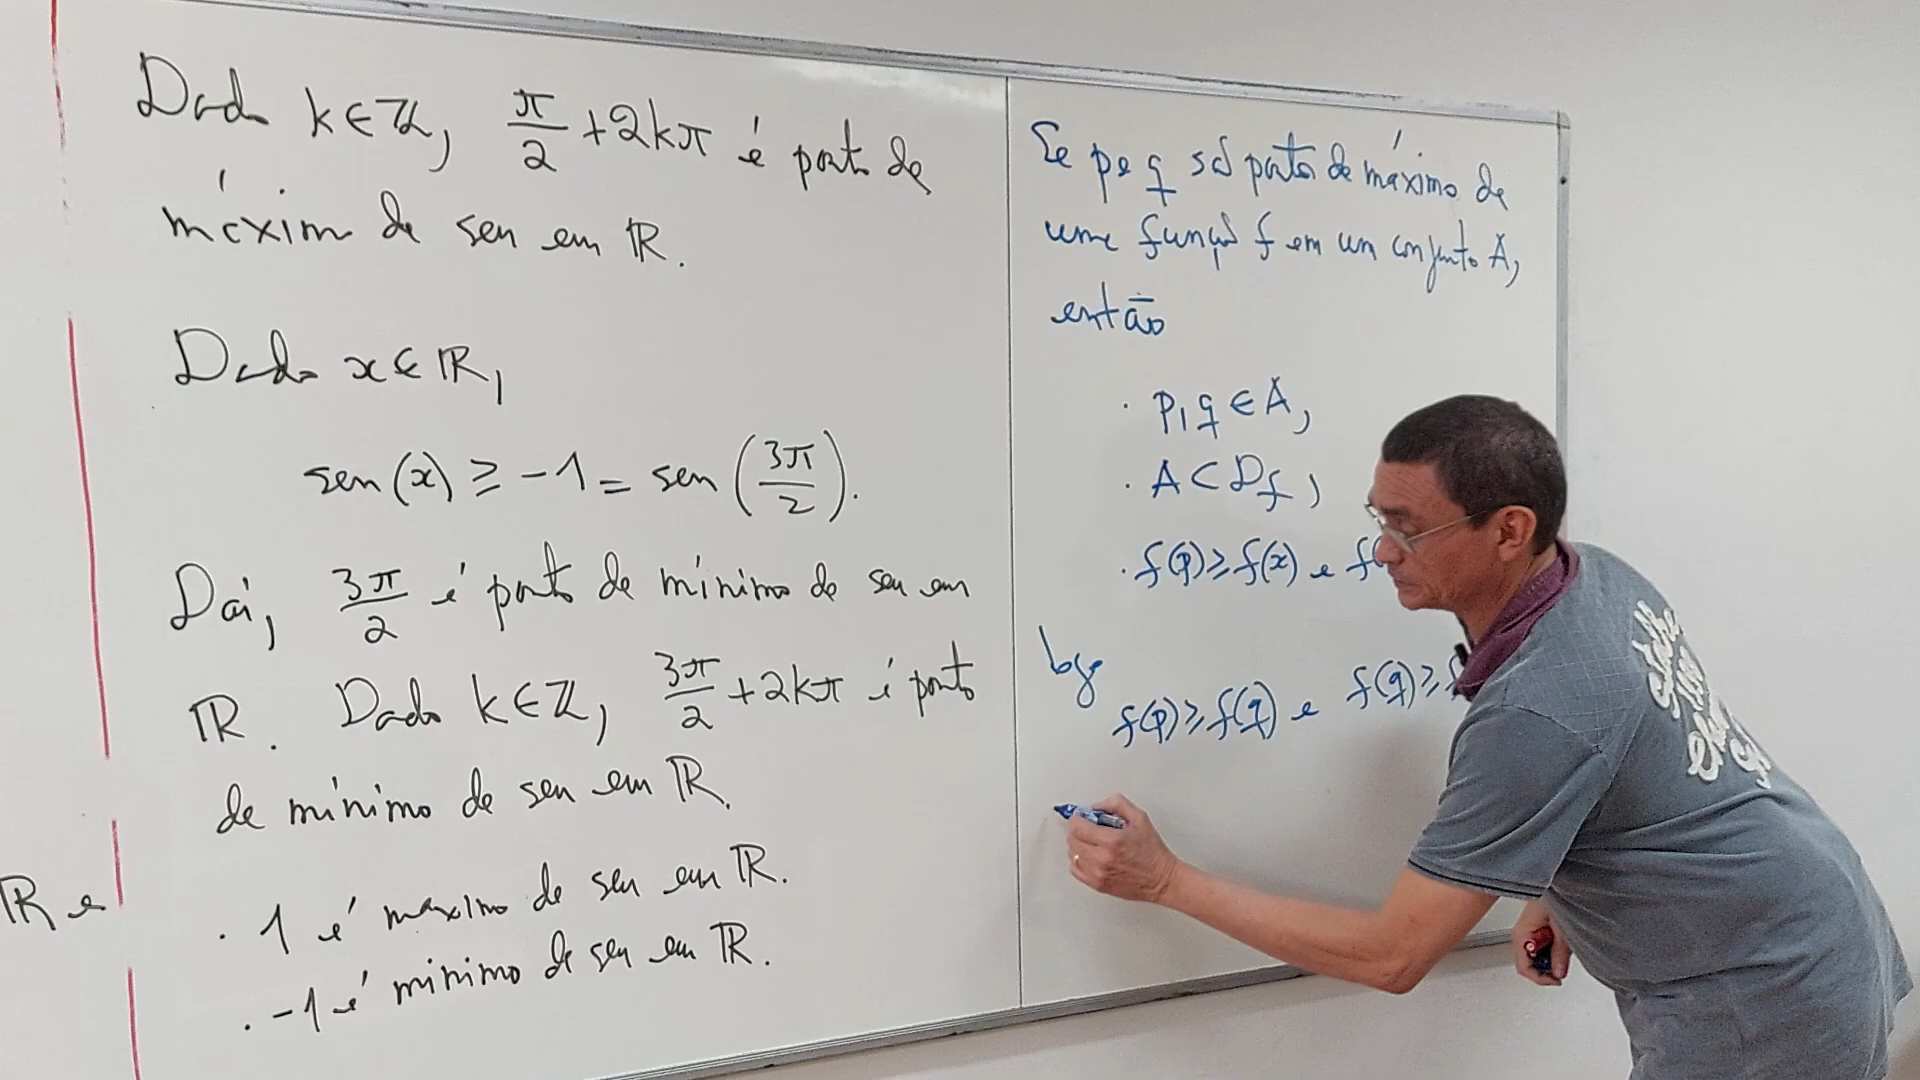 Dado k∈ℤ, π/2 + 2kπ é ponto de
máximo de sen em ℝ.
Dado x∈ℝ,
sen(x) ≥ -1 = sen(3π/2).
Daí, 3π/2 é ponto de mínimo de sen em
ℝ. Dado k∈ℤ, 3π/2 + 2kπ é ponto
de mínimo de sen em ℝ.
· 1 é máximo de sen em ℝ.
· -1 é mínimo de sen em ℝ.
ℝ e
Se p e q são pontos de máximo de
uma função f em um conjunto A,
então
· p, q ∈ A,
· A ⊂ D_f,
· f(p) ≥ f(x) e f(
logo
f(p) ≥ f(q) e f(q) ≥ f